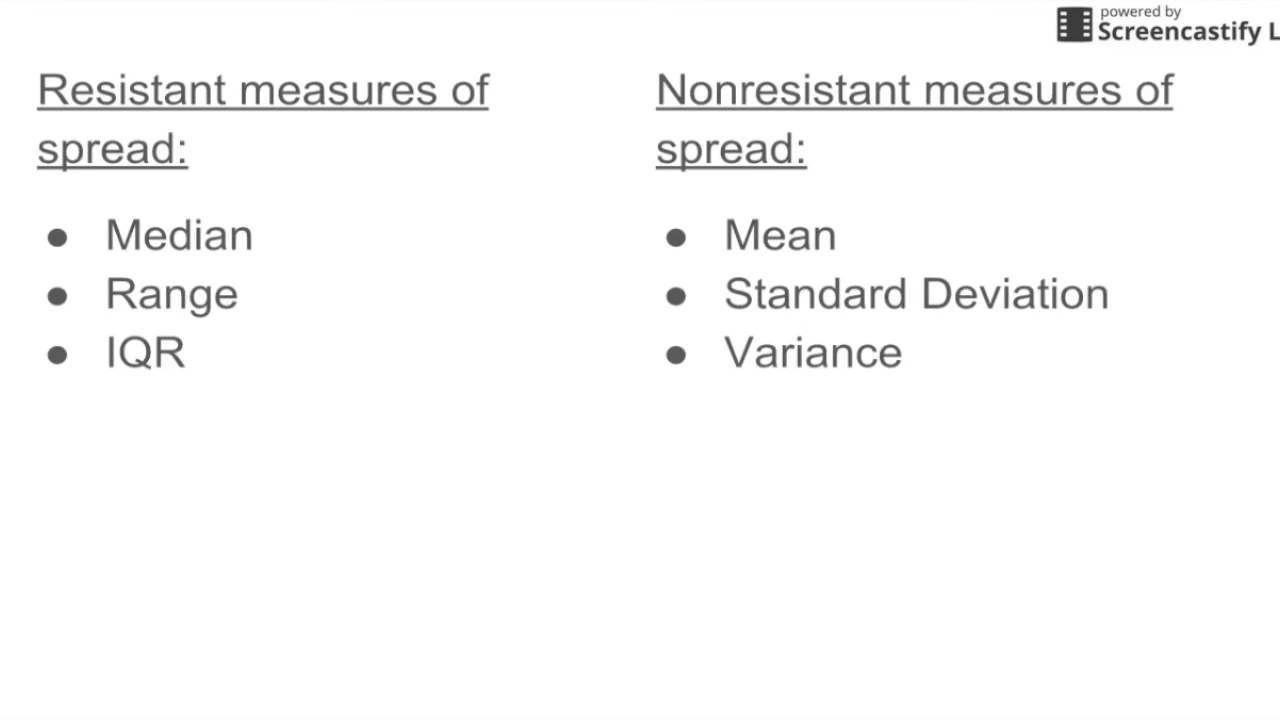 powered by
Screencastify L
Resistant measures of
spread:
● Median
● Range
● IQR
Nonresistant measures of
spread:
● Mean
● Standard Deviation
● Variance